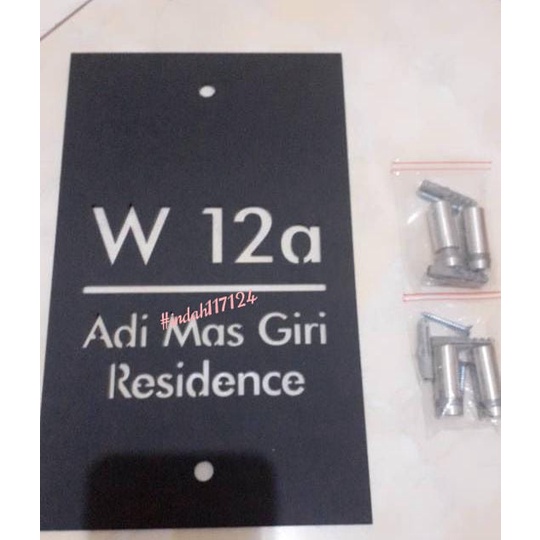 W 12a
#indah117124
Adi Mas Giri
Residence